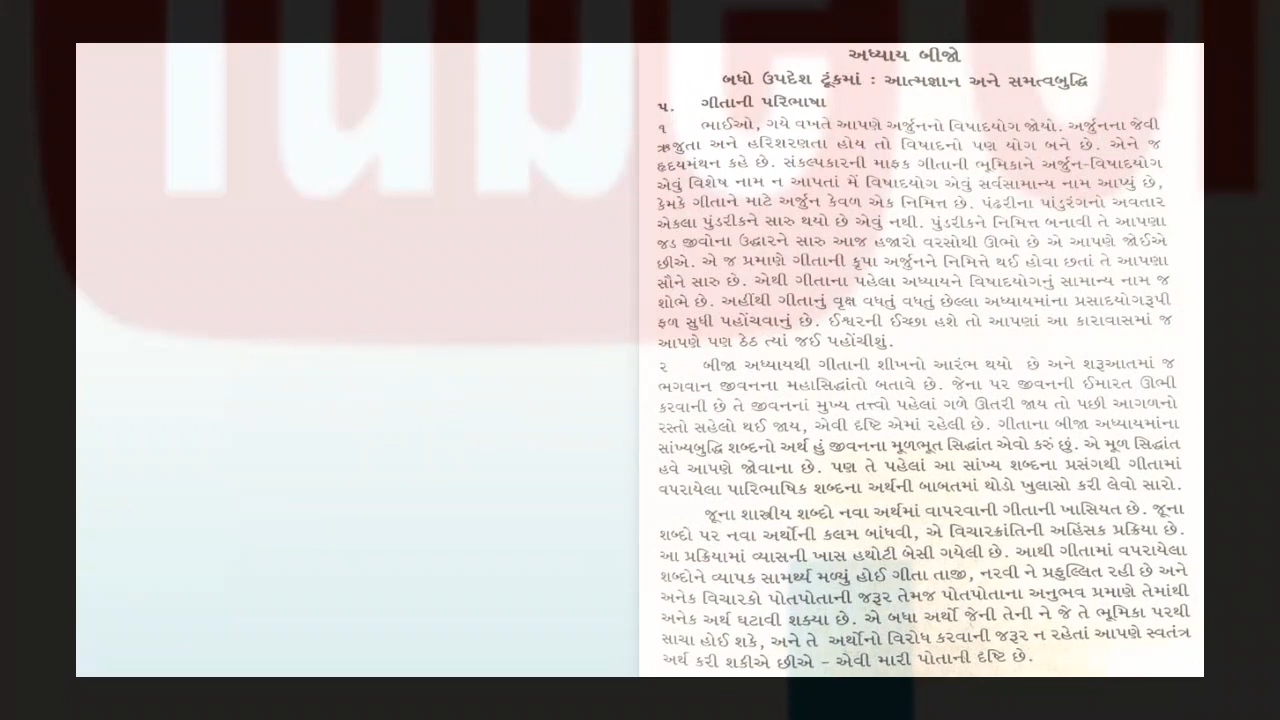 અધ્યાય બીજો
બધો ઉપદેશ ટૂંકમાં : આત્મજ્ઞાન અને સમત્વબુદ્ધિ
૫. ગીતાની પરિભાષા
૧ ભાઈઓ, ગયે વખતે આપણે અર્જુનનો વિષાદયોગ જોયો. અર્જુનના જેવી
ઋજુતા અને હરિશરણતા હોય તો વિષાદનો પણ યોગ બને છે. એને જ
હૃદયમંથન કહે છે. સંકલ્પકારની માફક ગીતાની ભૂમિકાને અર્જુન-વિષાદયોગ
એવું વિશેષ નામ ન આપતાં મેં વિષાદયોગ એવું સર્વસામાન્ય નામ આપ્યું છે,
કેમકે ગીતાને માટે અર્જુન કેવળ એક નિમિત્ત છે. પંઢરીના પાંડુરંગનો અવતાર
એકલા પુંડરીકને સારુ થયો છે એવું નથી. પુંડરીકને નિમિત્ત બનાવી તે આપણા
જડ જીવોના ઉદ્ધારને સારુ આજ હજારો વરસોથી ઊભો છે એ આપણે જોઈએ
છીએ. એ જ પ્રમાણે ગીતાની કૃપા અર્જુનને નિમિત્તે થઈ હોવા છતાં તે આપણા
સૌને સારુ છે. એથી ગીતાના પહેલા અધ્યાયને વિષાદયોગનું સામાન્ય નામ જ
શોભે છે. અહીંથી ગીતાનું વૃક્ષ વધતું વધતું છેલ્લા અધ્યાયમાંના પ્રસાદયોગરૂપી
ફળ સુધી પહોંચવાનું છે. ઈશ્વરની ઈચ્છા હશે તો આપણાં આ કારાવાસમાં જ
આપણે પણ ઠેઠ ત્યાં જઈ પહોંચીશું.
૨ બીજા અધ્યાયથી ગીતાની શીખનો આરંભ થયો છે અને શરૂઆતમાં જ
ભગવાન જીવનના મહાસિદ્ધાંતો બતાવે છે. જેના પર જીવનની ઈમારત ઊભી
કરવાની છે તે જીવનનાં મુખ્ય તત્ત્વો પહેલાં ગળે ઊતરી જાય તો પછી આગળનો
રસ્તો સહેલો થઈ જાય, એવી દૃષ્ટિ એમાં રહેલી છે. ગીતાના બીજા અધ્યાયમાંના
સાંખ્યબુદ્ધિ શબ્દનો અર્થ હું જીવનના મૂળભૂત સિદ્ધાંત એવો કરું છું. એ મૂળ સિદ્ધાંત
હવે આપણે જોવાના છે. પણ તે પહેલાં આ સાંખ્ય શબ્દના પ્રસંગથી ગીતામાં
વપરાયેલા પારિભાષિક શબ્દના અર્થની બાબતમાં થોડો ખુલાસો કરી લેવો સારો.
જૂના શાસ્ત્રીય શબ્દો નવા અર્થમાં વાપરવાની ગીતાની ખાસિયત છે. જૂના
શબ્દો પર નવા અર્થોની કલમ બાંધવી, એ વિચારક્રાંતિની અહિંસક પ્રક્રિયા છે.
આ પ્રક્રિયામાં વ્યાસની ખાસ હથોટી બેસી ગયેલી છે. આથી ગીતામાં વપરાયેલા
શબ્દોને વ્યાપક સામર્થ્ય મળ્યું હોઈ ગીતા તાજી, નરવી ને પ્રફુલ્લિત રહી છે અને
અનેક વિચારકો પોતપોતાની જરૂર તેમજ પોતપોતાના અનુભવ પ્રમાણે તેમાંથી
અનેક અર્થ ઘટાવી શક્યા છે. એ બધા અર્થો જેની તેની ને જે તે ભૂમિકા પરથી
સાચા હોઈ શકે, અને તે અર્થોનો વિરોધ કરવાની જરૂર ન રહેતાં આપણે સ્વતંત્ર
અર્થ કરી શકીએ છીએ – એવી મારી પોતાની દૃષ્ટિ છે.